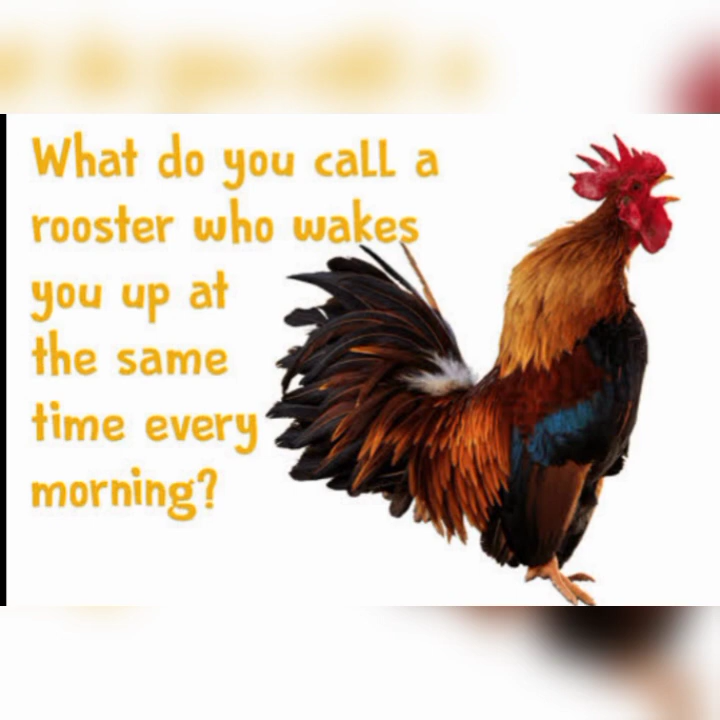 What do you call a
rooster who wakes
you up at
the same
time every
morning?